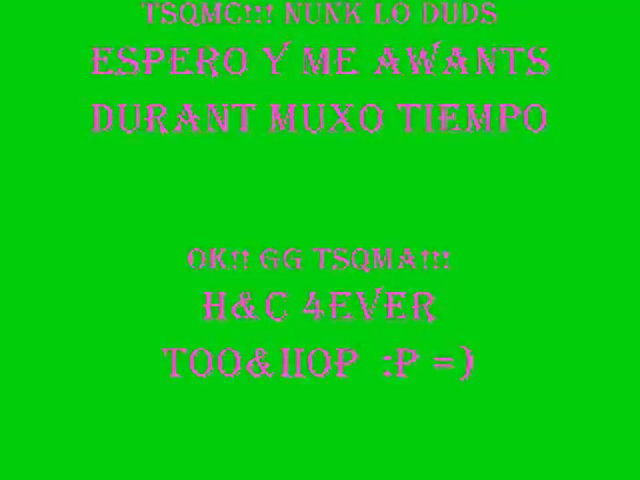 TSQMC!!! NUNK LO DUDS
ESPERO Y ME AWANTS
DURANT MUXO TIEMPO
OK!! GG TSQMA!!!
H&C 4EVER
TOO&IIOP :P =)